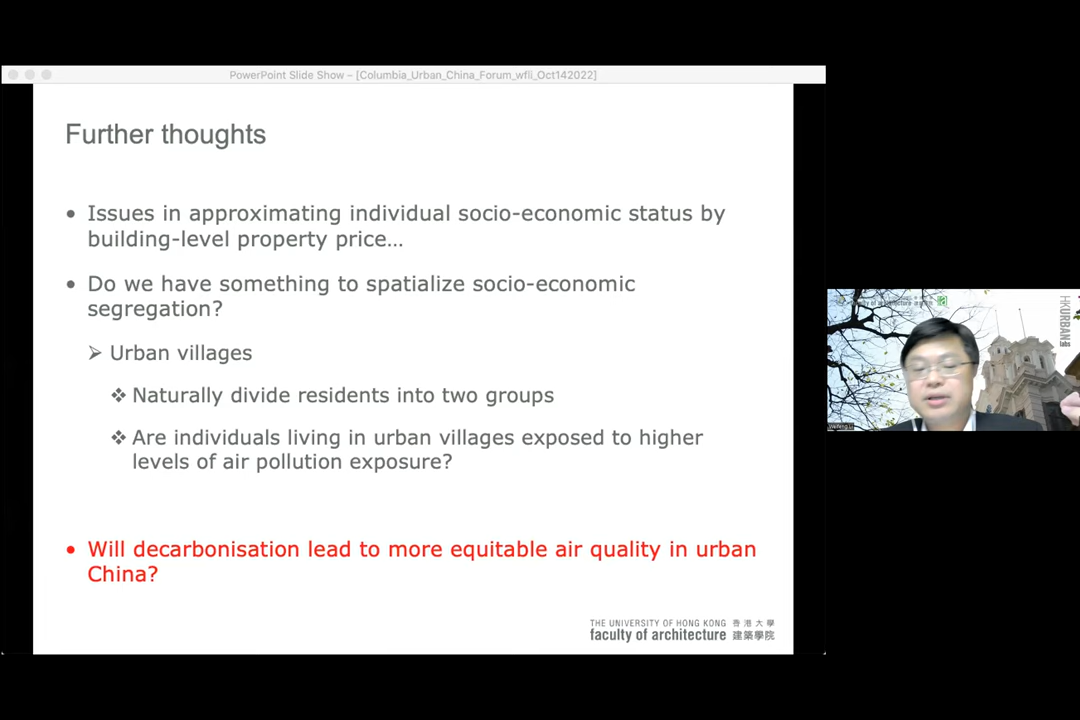 PowerPoint Slide Show – [Columbia_Urban_China_Forum_wfli_Oct142022]
Further thoughts
• Issues in approximating individual socio-economic status by
building-level property price...
• Do we have something to spatialize socio-economic
segregation?
➢ Urban villages
❖ Naturally divide residents into two groups
❖ Are individuals living in urban villages exposed to higher
levels of air pollution exposure?
• Will decarbonisation lead to more equitable air quality in urban
China?
THE UNIVERSITY OF HONG KONG 香港大學
faculty of architecture 建築學院
HKURBAN
Weifeng Li